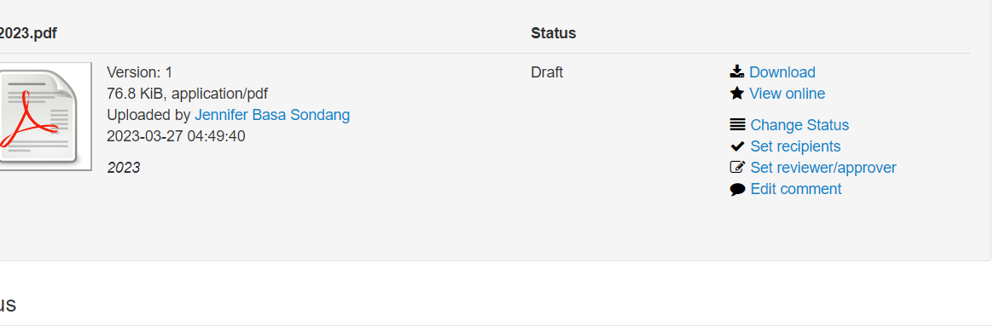 2023.pdf
Status
Version: 1
76.8 KiB, application/pdf
Uploaded by Jennifer Basa Sondang
2023-03-27 04:49:40
2023
Draft
Download
View online
Change Status
Set recipients
Set reviewer/approver
Edit comment
us